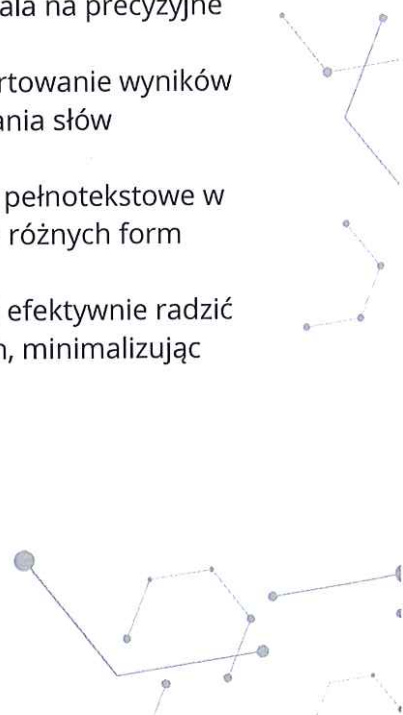 ala na precyzyjne
rtowanie wyników
ania słów
pełnotekstowe w
różnych form
efektywnie radzić
, minimalizując